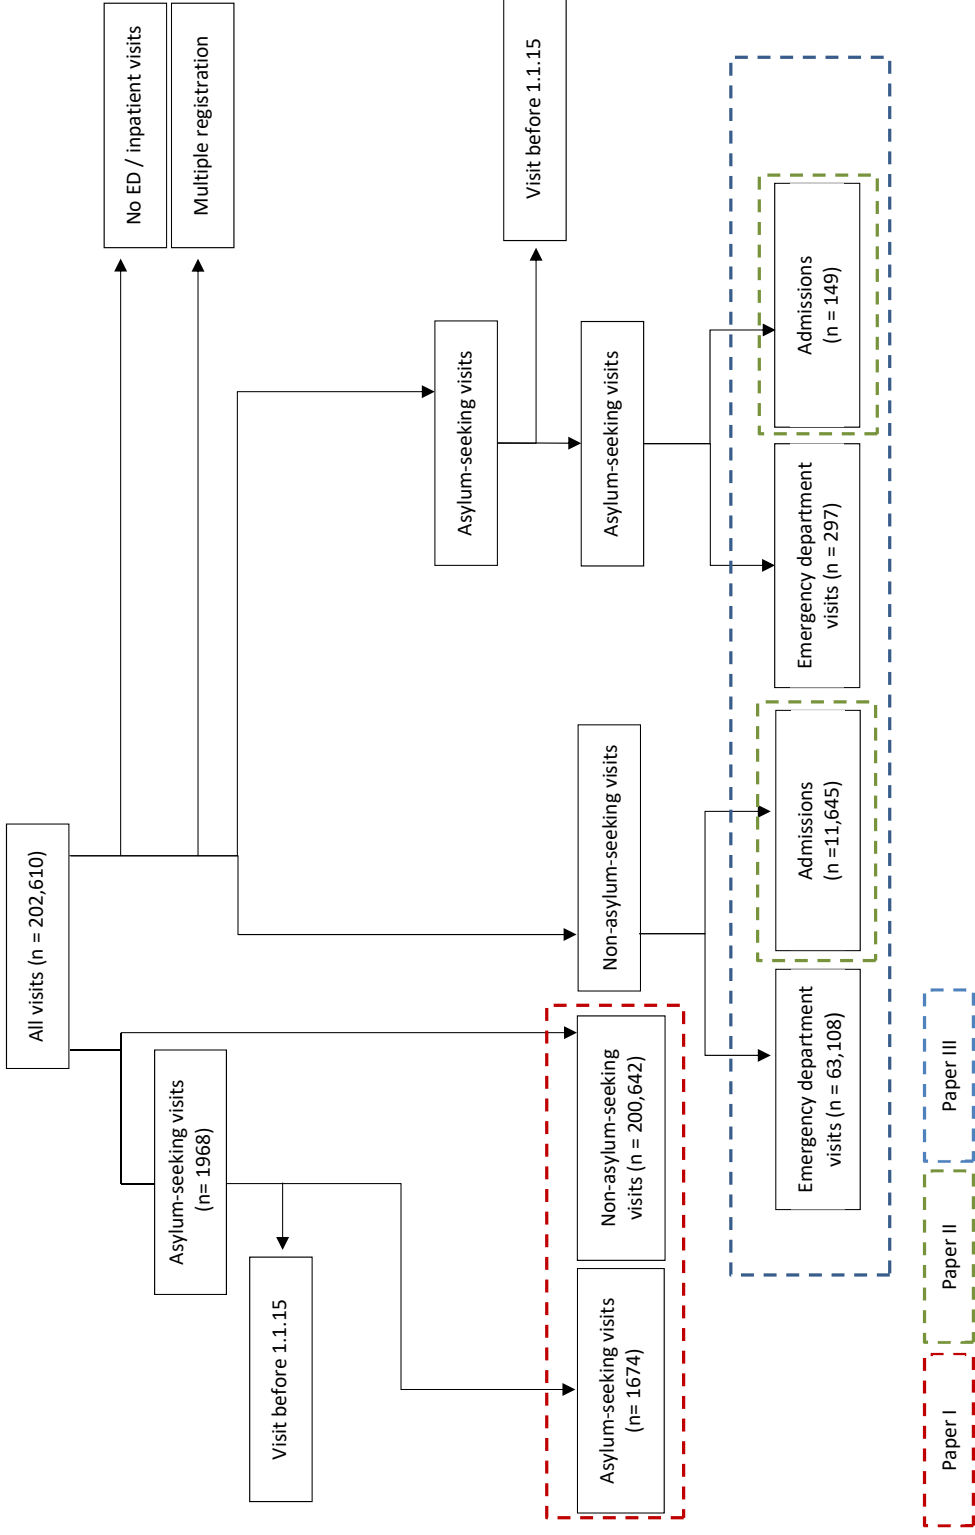 All visits (n = 202,610)
No ED / inpatient visits
Multiple registration
Asylum-seeking visits
(n= 1968)
Visit before 1.1.15
Asylum-seeking visits
Visit before 1.1.15
Asylum-seeking visits
(n= 1674)
Non-asylum-seeking
visits (n = 200,642)
Non-asylum-seeking visits
Asylum-seeking visits
Emergency department
visits (n = 63,108)
Admissions
(n =11,645)
Emergency department
visits (n = 297)
Admissions
(n = 149)
Paper I
Paper II
Paper III